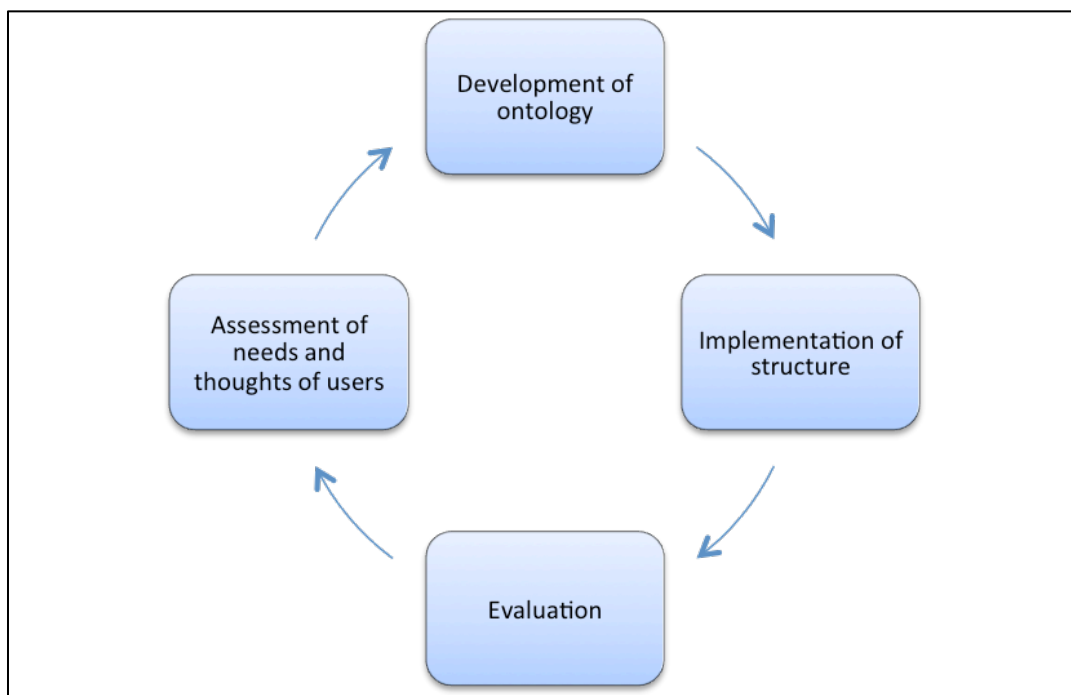 Development of
ontology
Assessment of
needs and
thoughts of users
Implementation of
structure
Evaluation